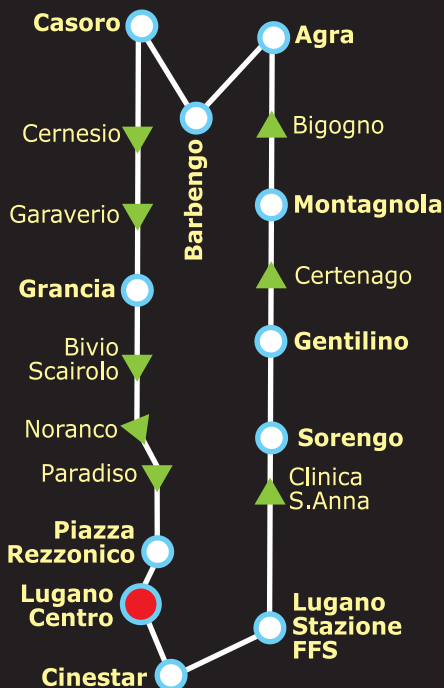 Casoro
Agra
Cernesio
Bigogno
Barbengo
Garaverio
Montagnola
Grancia
Certenago
Bivio
Scairolo
Gentilino
Noranco
Sorengo
Paradiso
Clinica
S.Anna
Piazza
Rezzonico
Lugano
Centro
Lugano
Stazione
FFS
Cinestar